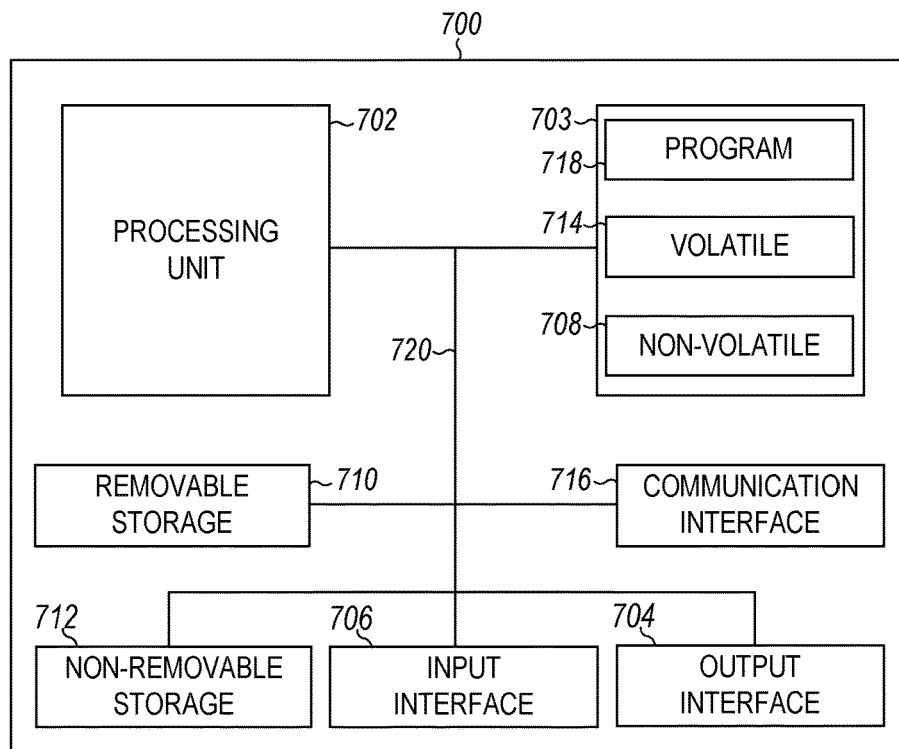 700
702
PROCESSING
UNIT
703
718
PROGRAM
714
VOLATILE
708
NON-VOLATILE
720
REMOVABLE
STORAGE
710
716
COMMUNICATION
INTERFACE
712
NON-REMOVABLE
STORAGE
706
INPUT
INTERFACE
704
OUTPUT
INTERFACE